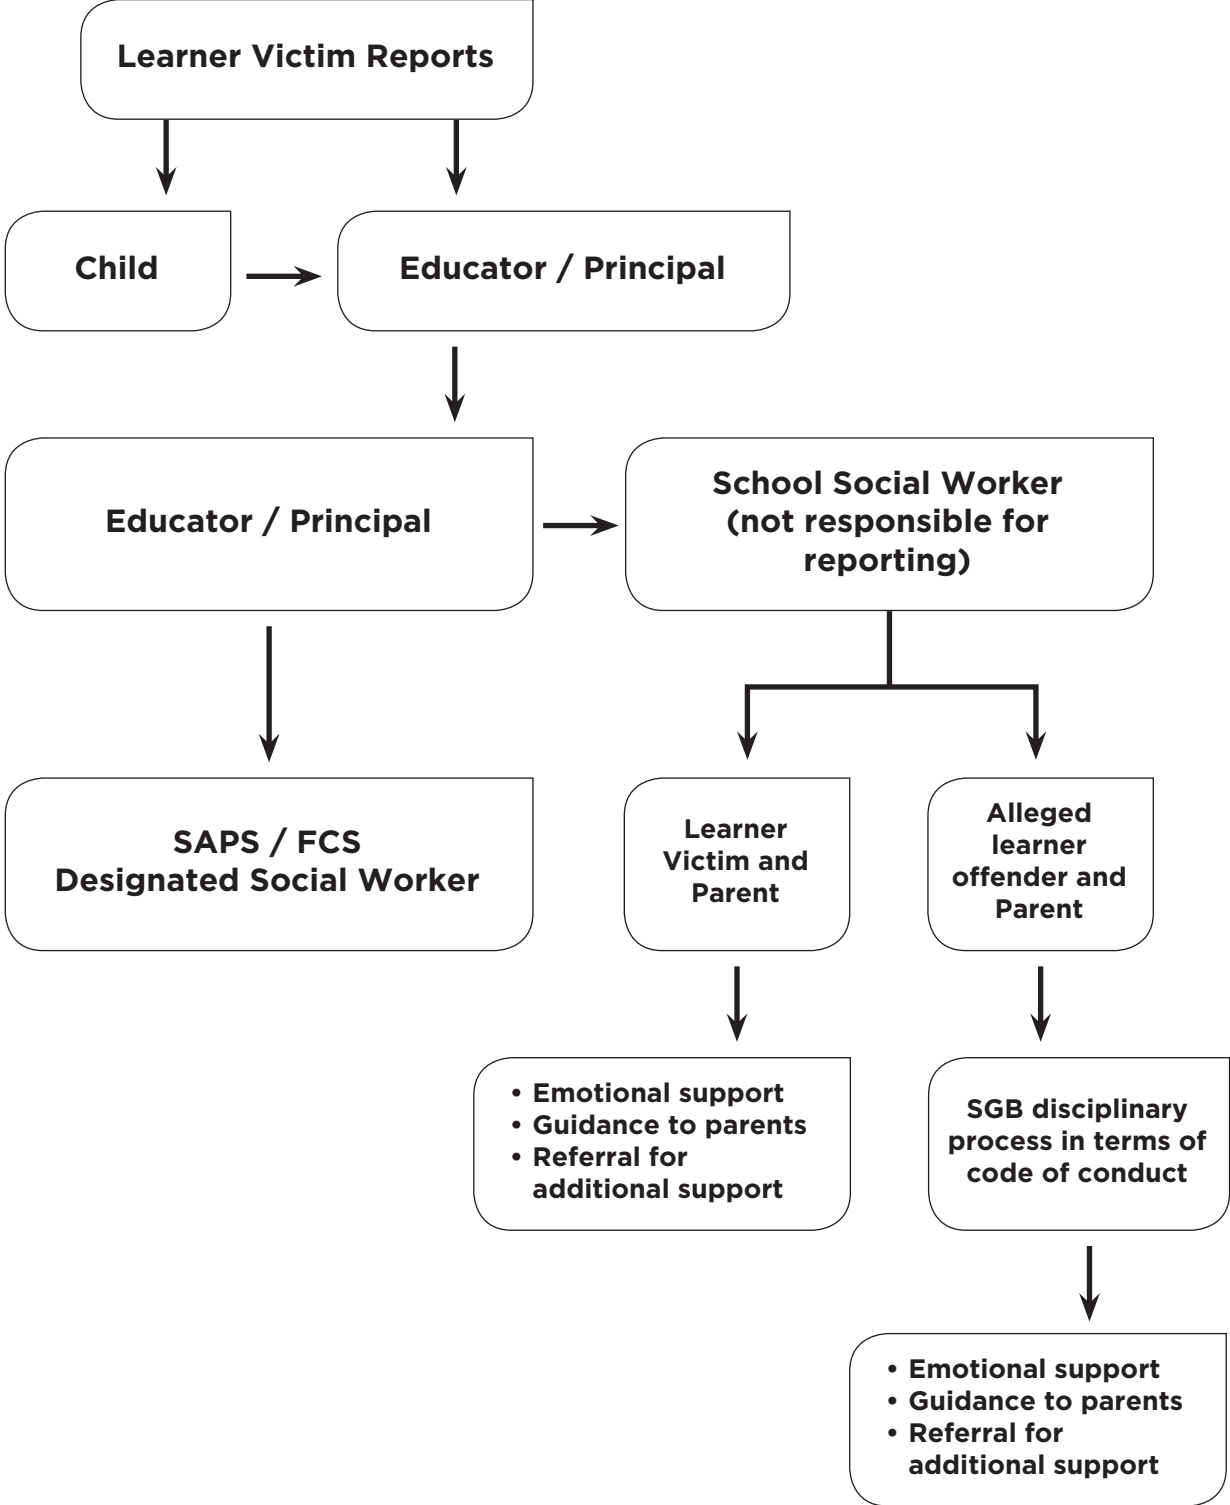 Learner Victim Reports
Child
Educator / Principal
Educator / Principal
School Social Worker
(not responsible for
reporting)
SAPS / FCS
Designated Social Worker
Learner
Victim and
Parent
Alleged
learner
offender and
Parent
• Emotional support
• Guidance to parents
• Referral for
additional support
SGB disciplinary
process in terms of
code of conduct
• Emotional support
• Guidance to parents
• Referral for
additional support